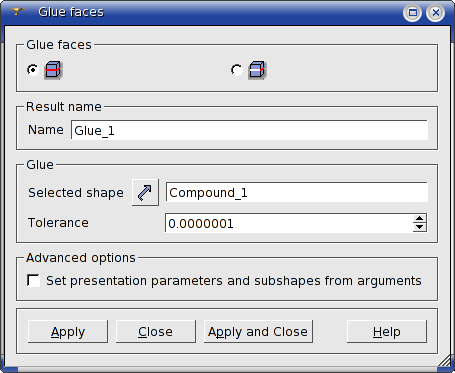 Glue faces
Glue faces
Result name
Name Glue_1
Glue
Selected shape Compound_1
Tolerance 0.0000001
Advanced options
Set presentation parameters and subshapes from arguments
Apply Close Apply and Close Help